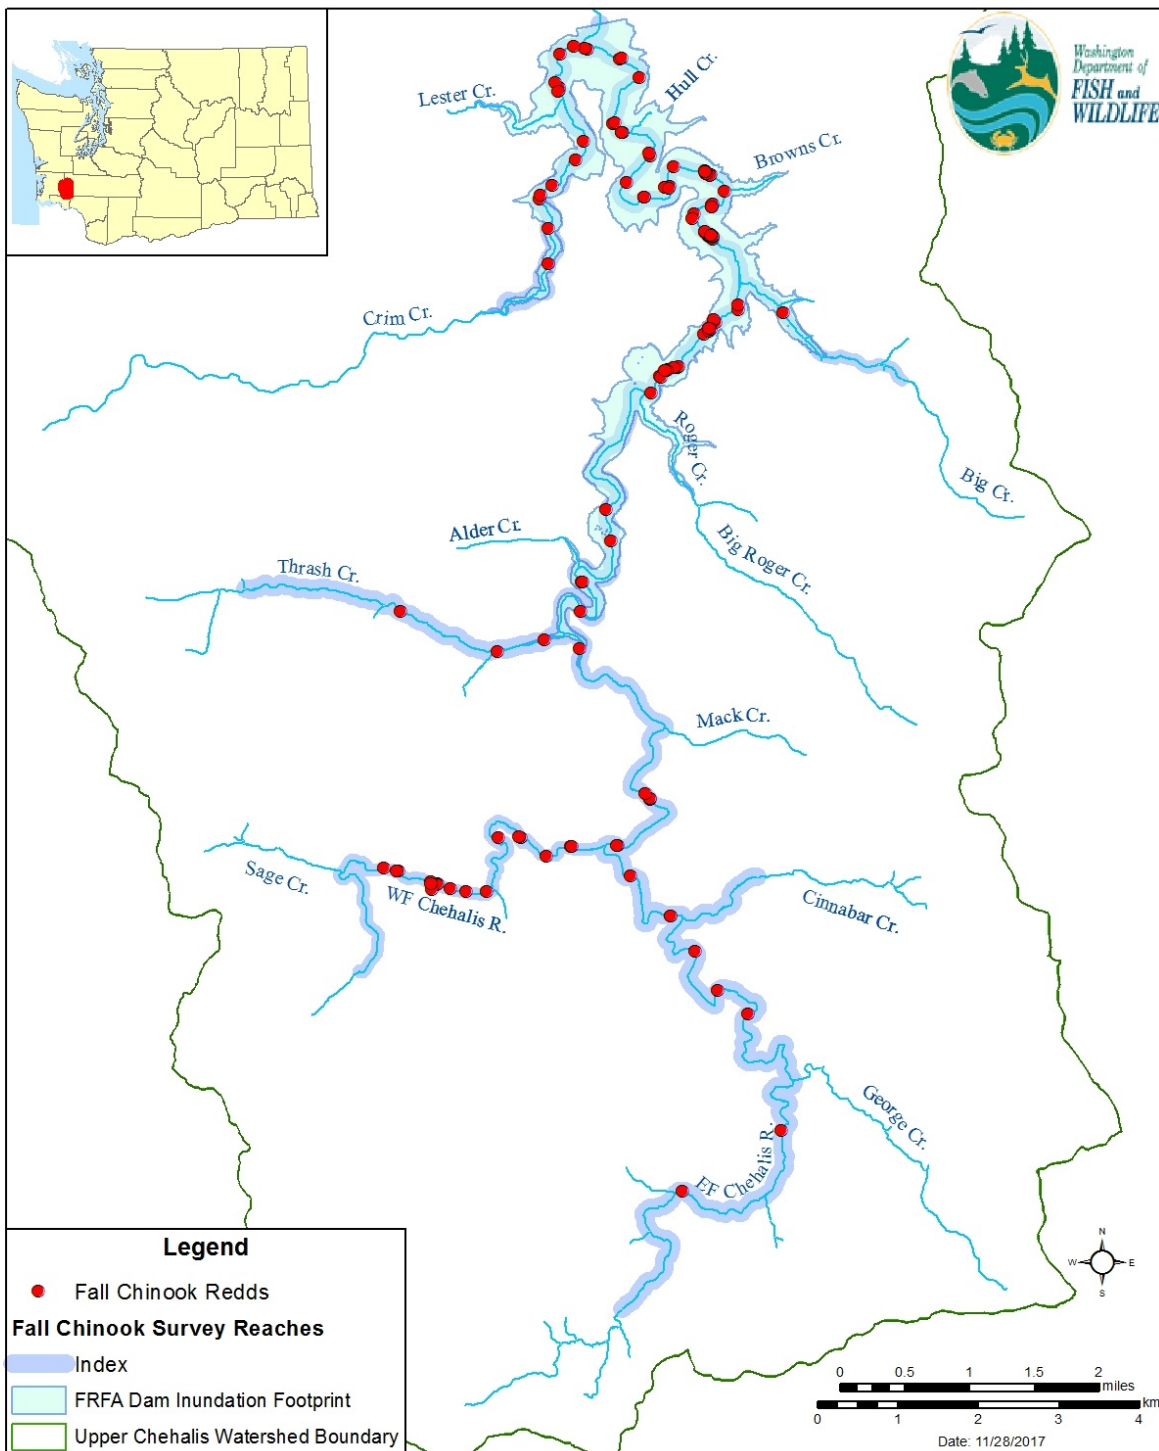 Washington
Department of
FISH and
WILDLIFE
Lester Cr.
Hull Cr.
Browns Cr.
Crim Cr.
Roger Cr.
Big Cr.
Alder Cr.
Big Roger Cr.
Thrash Cr.
Mack Cr.
Sage Cr.
WF Chehalis R.
Cinnabar Cr.
George Cr.
EF Chehalis R.
Legend
Fall Chinook Redds
Fall Chinook Survey Reaches
Index
FRFA Dam Inundation Footprint
Upper Chehalis Watershed Boundary
N
W E
S
0 0.5 1 1.5 2
miles
km
0 1 2 3 4
Date: 11/28/2017